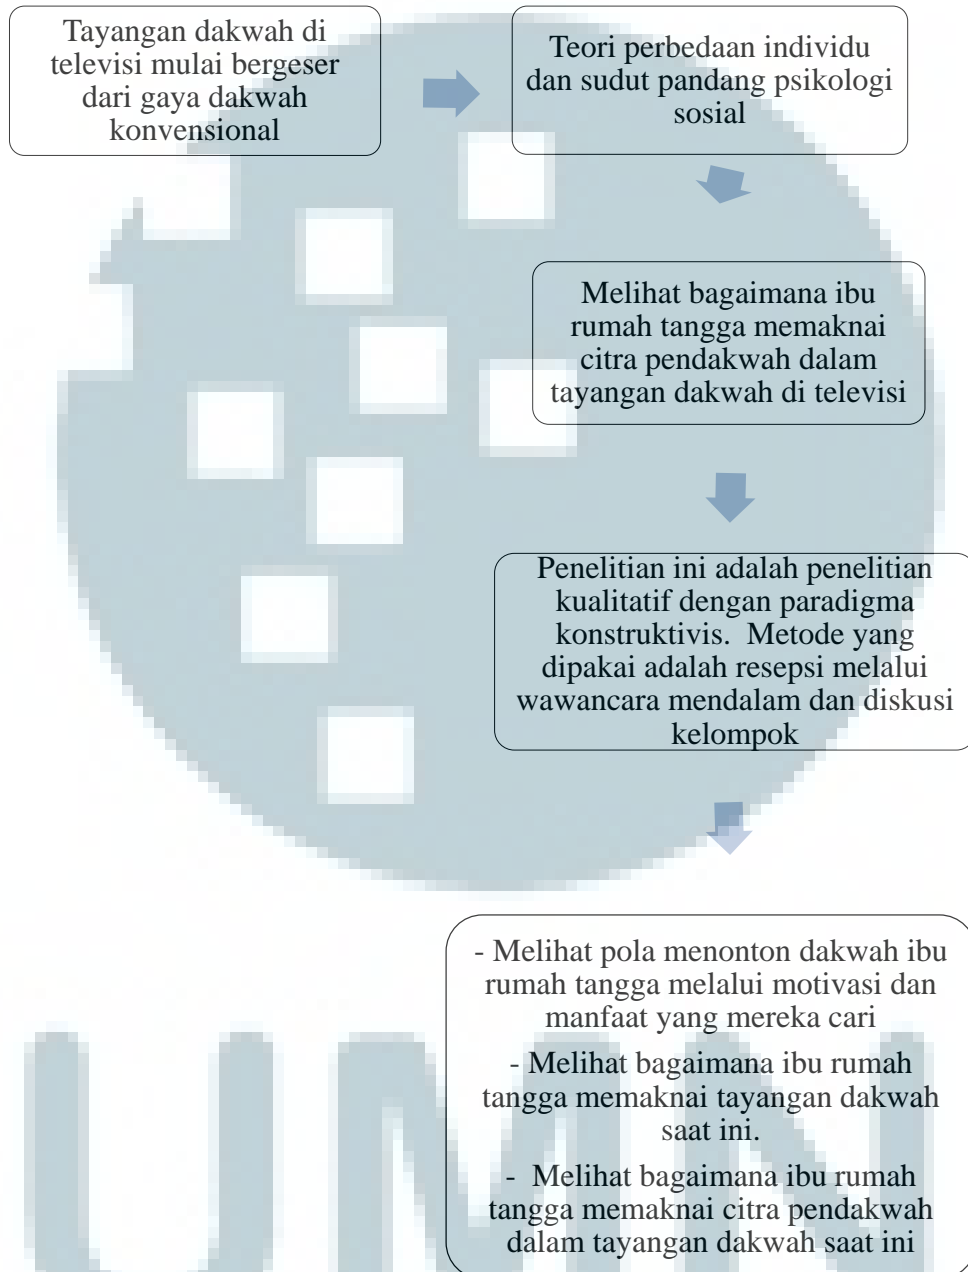 Tayangan dakwah di
televisi mulai bergeser
dari gaya dakwah
konvensional
Teori perbedaan individu
dan sudut pandang psikologi
sosial
Melihat bagaimana ibu
rumah tangga memaknai
citra pendakwah dalam
tayangan dakwah di televisi
Penelitian ini adalah penelitian
kualitatif dengan paradigma
konstruktivis.  Metode yang
dipakai adalah resepsi melalui
wawancara mendalam dan diskusi
kelompok
- Melihat pola menonton dakwah ibu
rumah tangga melalui motivasi dan
manfaat yang mereka cari
- Melihat bagaimana ibu rumah
tangga memaknai tayangan dakwah
saat ini.
-  Melihat bagaimana ibu rumah
tangga memaknai citra pendakwah
dalam tayangan dakwah saat ini
UMN